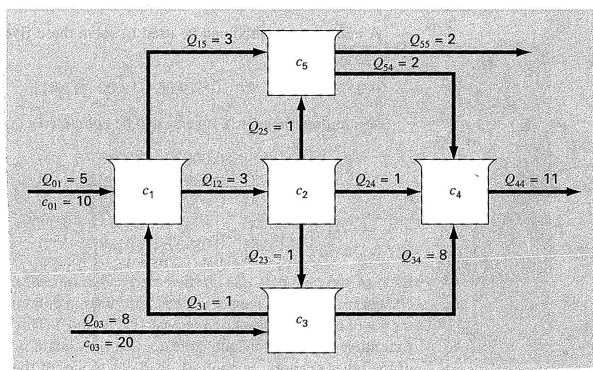 Q15 = 3
Q55 = 2
c5
Q54 = 2
Q25 = 1
Q01 = 5
c01 = 10
c1
Q12 = 3
c2
Q24 = 1
c4
Q44 = 11
Q23 = 1
Q34 = 8
Q31 = 1
c3
Q03 = 8
c03 = 20